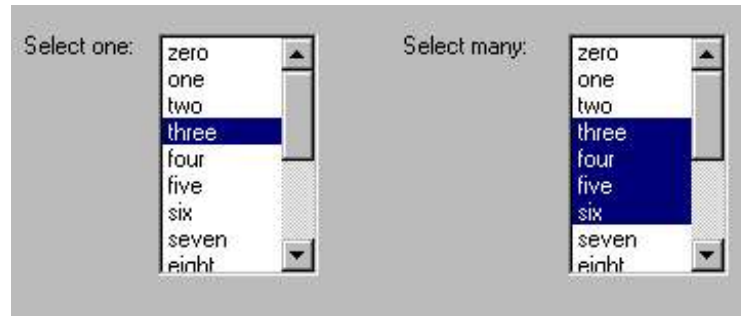 Select one:
zero
one
two
three
four
five
six
seven
eight
Select many:
zero
one
two
three
four
five
six
seven
eight